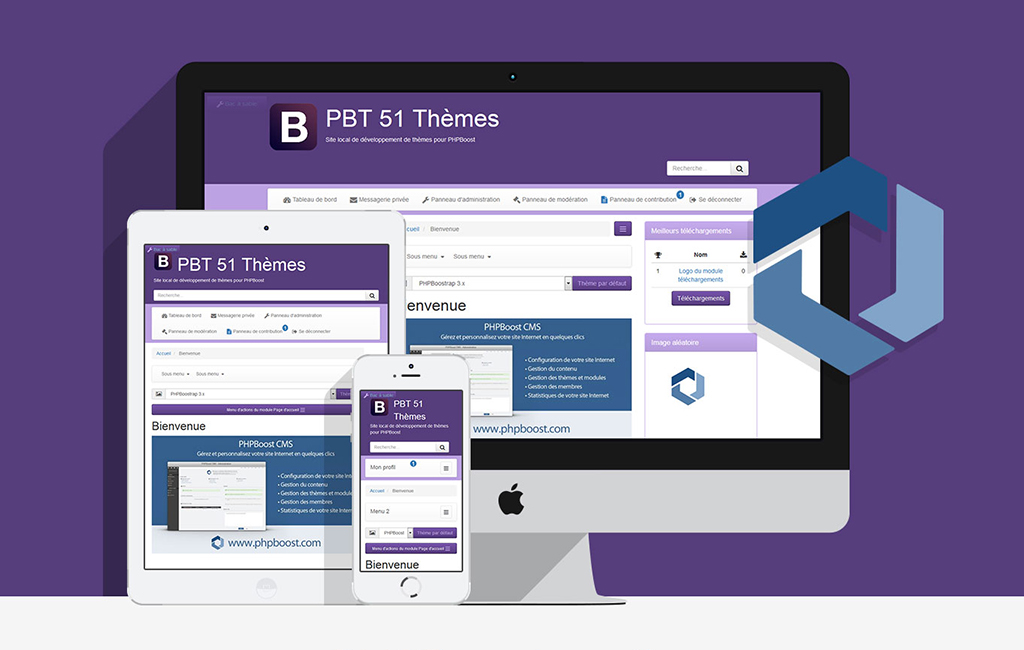 B
PBT 51 Thèmes
Site local de développement de thèmes pour PHPBoost
Recherche...
Tableau de bord
Messagerie privée
Panneau d'administration
Panneau de modération
Panneau de contribution
1
Se déconnecter
cueil / Bienvenue
Sous menu
Sous menu
PHPBoostrap 3.x
Thème par défaut
ienvenue
PHPBoost CMS
Gérez et personnalisez votre site Internet en quelques clics
• Configuration de votre site Internet
• Gestion du contenu
• Gestion des thèmes et modules
• Gestion des membres
• Statistiques de votre site Internet
www.phpboost.com
Meilleurs téléchargements
Nom
1
Logo du module
téléchargements
0
Téléchargements
Image aléatoire
B
PBT 51 Thèmes
Site local de développement de thèmes pour PHPBoost
Recherche...
Tableau de bord
Messagerie privée
Panneau d'administration
Panneau de modération
Panneau de contribution
1
Se déconnecter
Accueil / Bienvenue
Sous menu
Sous menu
PHPBoostrap 3.x
Menu d'actions du module Page d'accueil
Bienvenue
PHPBoost CMS
Gérez et personnalisez votre site Internet en quelques clics
• Configuration de votre site Int
• Gestion du contenu
• Gestion des thèmes et module
• Gestion des membres
• Statistiques de votre site Intern
www.phpboost.com
B
PBT 51
Thèmes
Site local de développement de thèmes
pour PHPBoost
Recherche...
Mon profil
1
Accueil / Bienvenue
Menu 2
PHPBoost
Thème par défaut
Menu d'actions du module Page d'accueil
Bienvenue